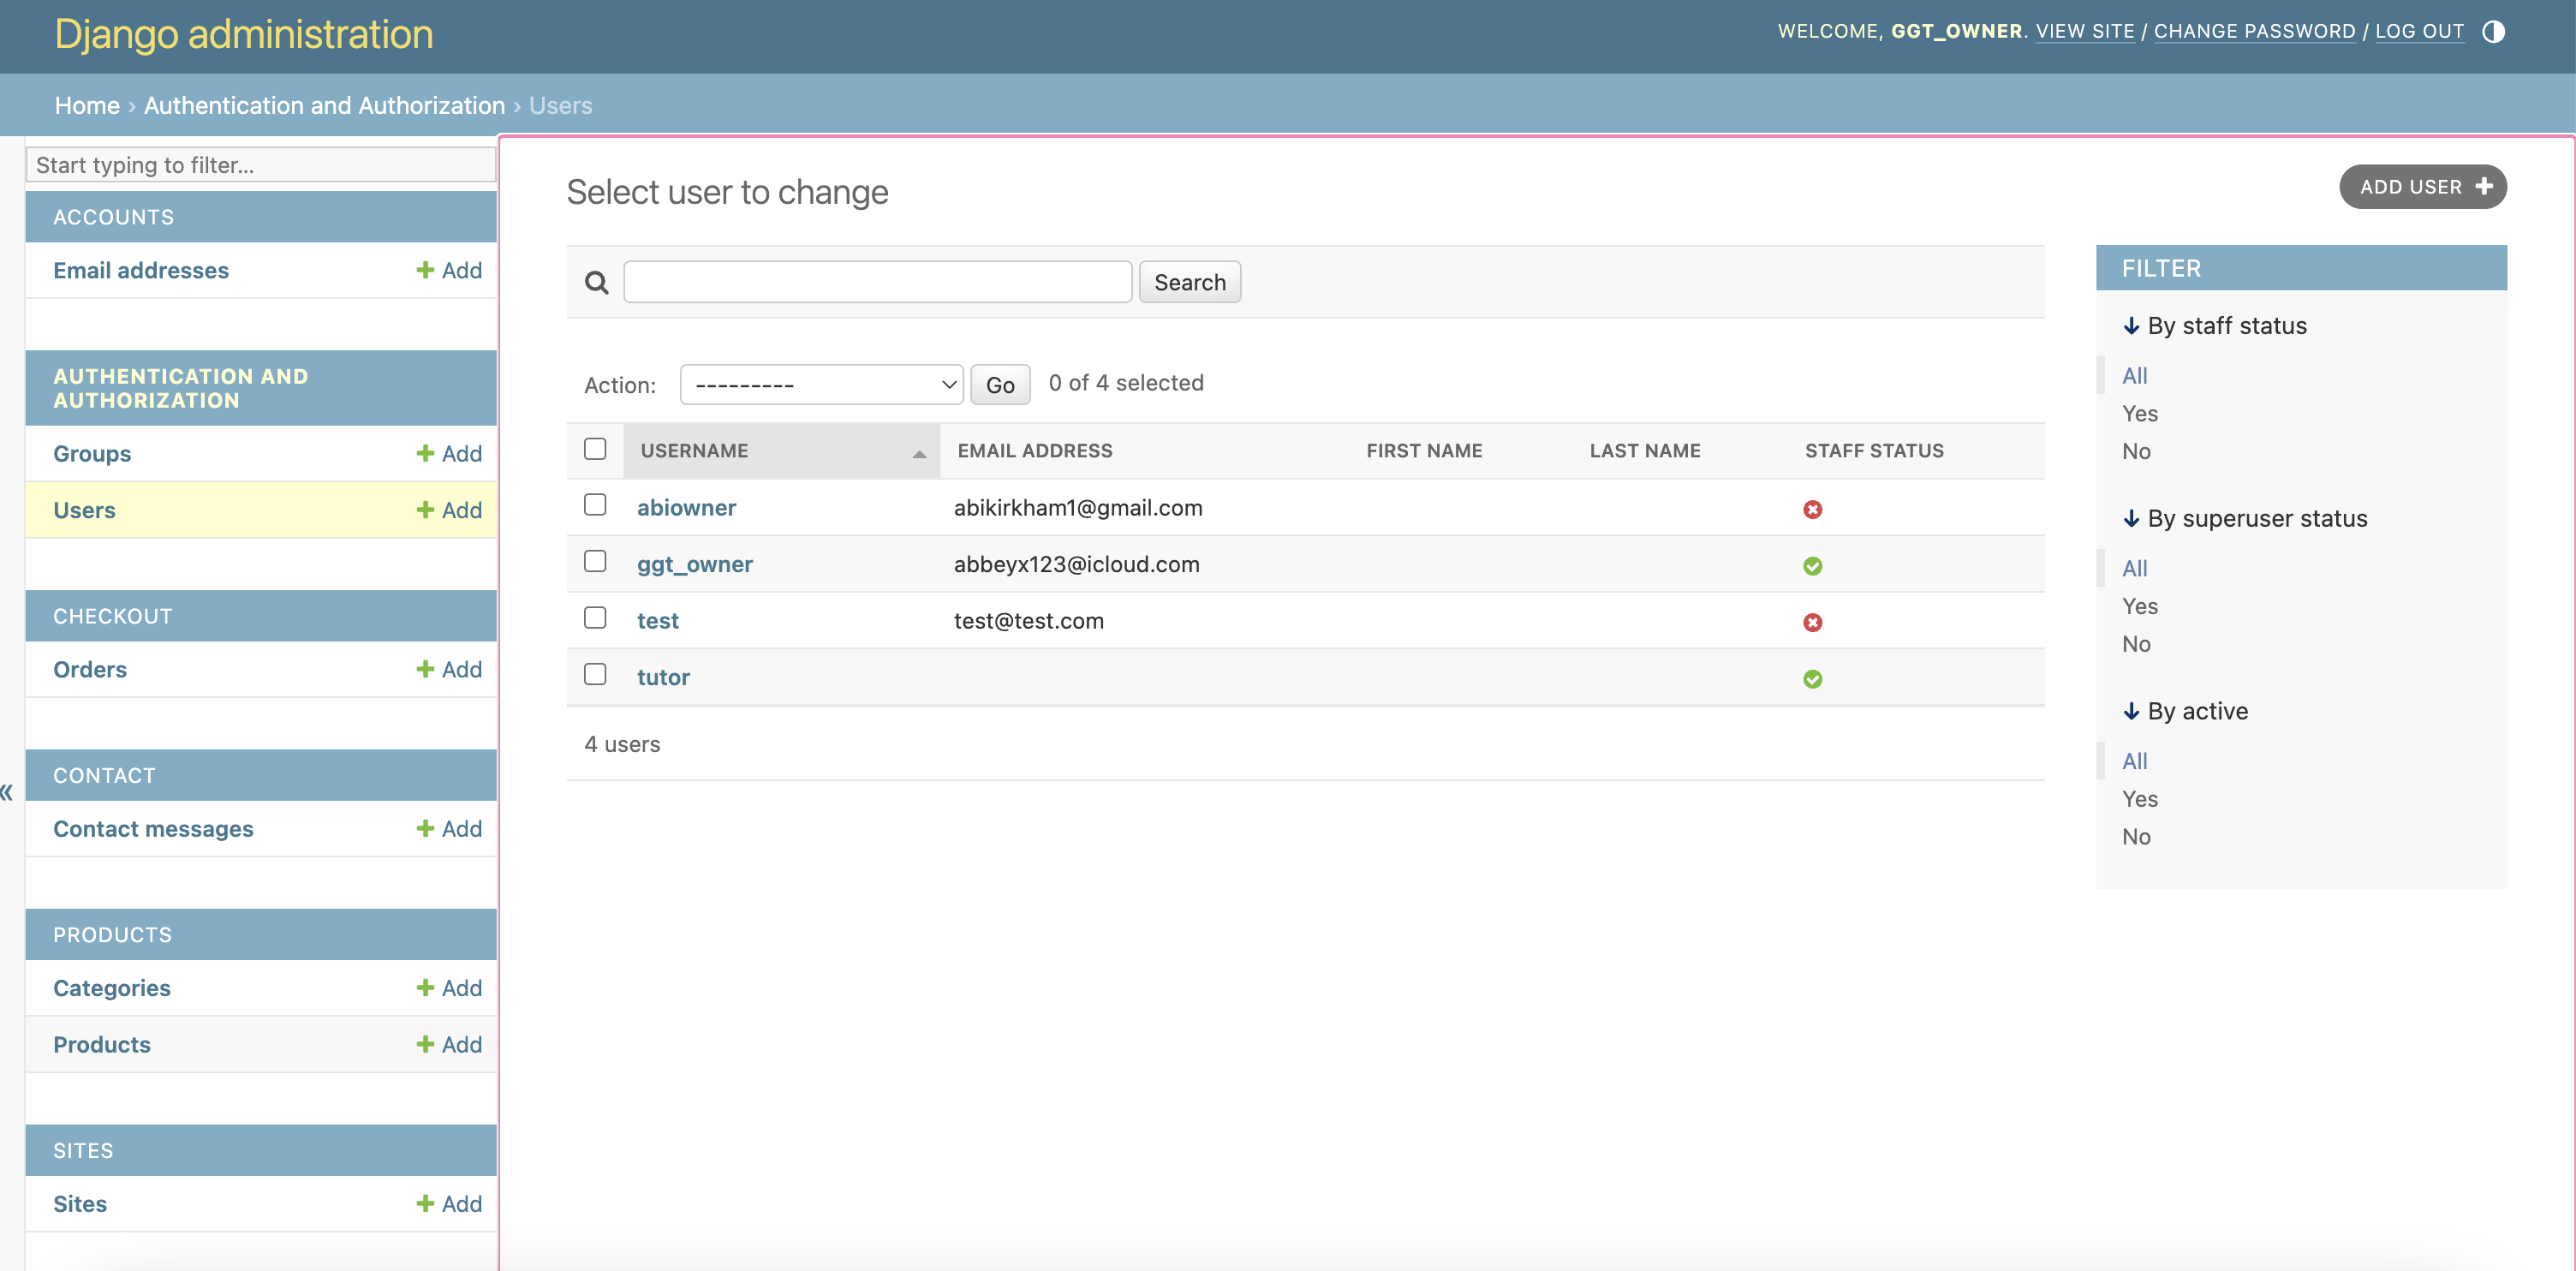 Django administration
WELCOME, GGT_OWNER. VIEW SITE / CHANGE PASSWORD / LOG OUT
Home › Authentication and Authorization › Users
Start typing to filter...
ACCOUNTS
Email addresses + Add
AUTHENTICATION AND
AUTHORIZATION
Groups + Add
Users + Add
CHECKOUT
Orders + Add
CONTACT
Contact messages + Add
PRODUCTS
Categories + Add
Products + Add
SITES
Sites + Add
«
Select user to change
ADD USER +
Search
Action: --------- Go 0 of 4 selected
USERNAME EMAIL ADDRESS FIRST NAME LAST NAME STAFF STATUS
abiowner abikirkham1@gmail.com
ggt_owner abbeyx123@icloud.com
test test@test.com
tutor
4 users
FILTER
↓ By staff status
All
Yes
No
↓ By superuser status
All
Yes
No
↓ By active
All
Yes
No